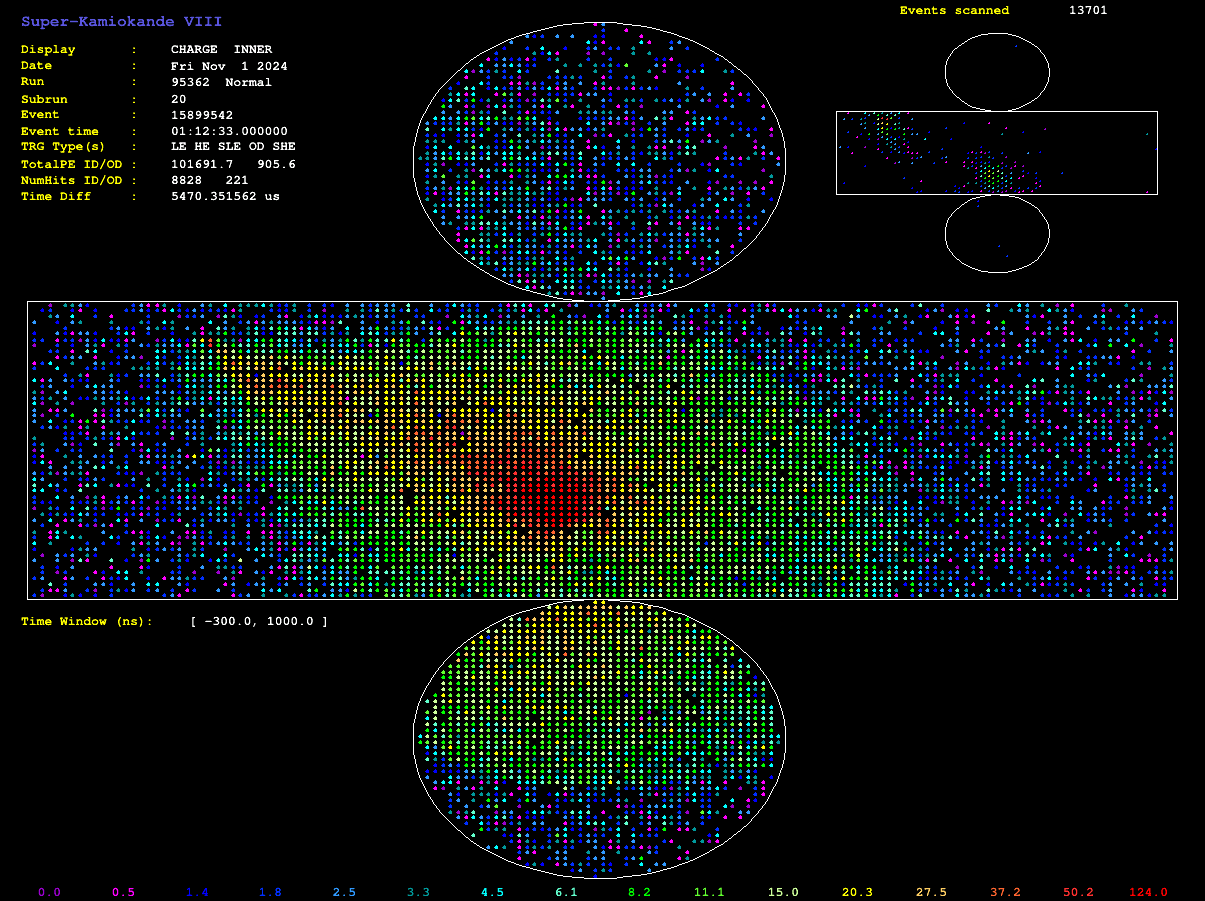 Super-Kamiokande VIII
Events scanned 13701
Display : CHARGE INNER
Date : Fri Nov 1 2024
Run : 95362 Normal
Subrun : 20
Event : 15899542
Event time : 01:12:33.000000
TRG Type(s) : LE HE SLE OD SHE
TotalPE ID/OD : 101691.7 905.6
NumHits ID/OD : 8828 221
Time Diff : 5470.351562 us
Time Window (ns): [ -300.0, 1000.0 ]
0.0 0.5 1.4 1.8 2.5 3.3 4.5 6.1 8.2 11.1 15.0 20.3 27.5 37.2 50.2 124.0